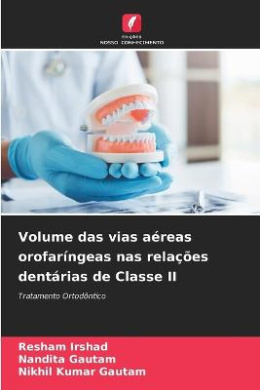 edições
NOSSO CONHECIMENTO
Volume das vias aéreas
orofaríngeas nas relações
dentárias de Classe II
Tratamento Ortodôntico
Resham Irshad
Nandita Gautam
Nikhil Kumar Gautam